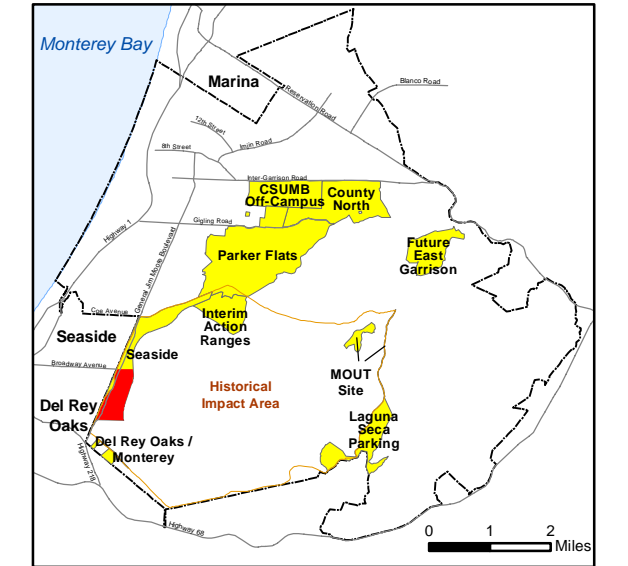 Monterey Bay
Marina
Blanco Road
Reservation Road
12th Street
Imjin Road
8th Street
Inter-Garrison Road
CSUMB
Off-Campus
County
North
Gigling Road
Highway 1
General Jim Moore Boulevard
Parker Flats
Future
East
Garrison
Coe Avenue
Interim
Action
Ranges
Seaside
Seaside
Broadway Avenue
MOUT
Site
Historical
Impact Area
Del Rey
Oaks
Laguna
Seca
Parking
Del Rey Oaks /
Monterey
Highway 218
Highway 68
0 1 2
Miles